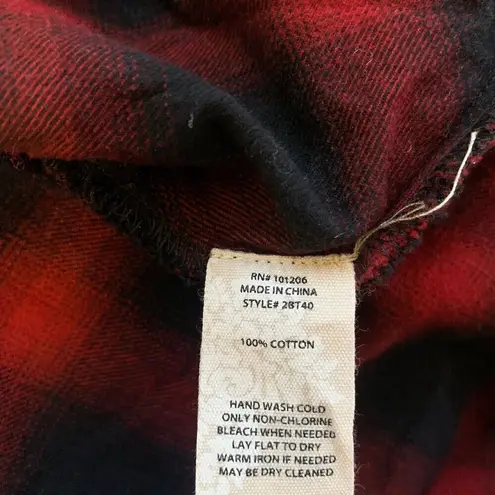 RN# 101206
MADE IN CHINA
STYLE# 2BT40
100% COTTON
HAND WASH COLD
ONLY NON-CHLORINE
BLEACH WHEN NEEDED
LAY FLAT TO DRY
WARM IRON IF NEEDED
MAY BE DRY CLEANED